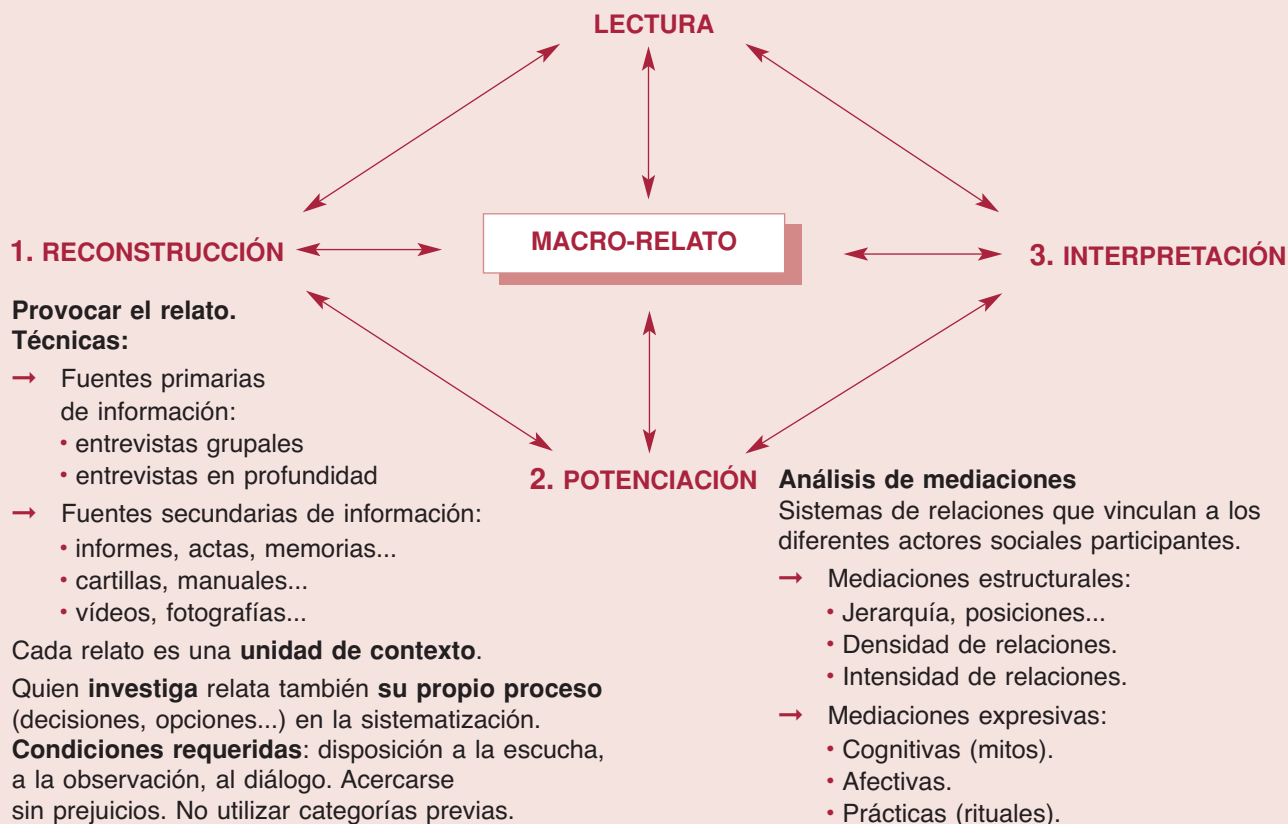 LECTURA
MACRO-RELATO
1. RECONSTRUCCIÓN
3. INTERPRETACIÓN
Provocar el relato.
Técnicas:
→ Fuentes primarias
de información:
• entrevistas grupales
• entrevistas en profundidad
→ Fuentes secundarias de información:
• informes, actas, memorias...
• cartillas, manuales...
• vídeos, fotografías...
Cada relato es una unidad de contexto.
Quien investiga relata también su propio proceso
(decisiones, opciones...) en la sistematización.
Condiciones requeridas: disposición a la escucha,
a la observación, al diálogo. Acercarse
sin prejuicios. No utilizar categorías previas.
2. POTENCIACIÓN
Análisis de mediaciones
Sistemas de relaciones que vinculan a los
diferentes actores sociales participantes.
→ Mediaciones estructurales:
• Jerarquía, posiciones...
• Densidad de relaciones.
• Intensidad de relaciones.
→ Mediaciones expresivas:
• Cognitivas (mitos).
• Afectivas.
• Prácticas (rituales).